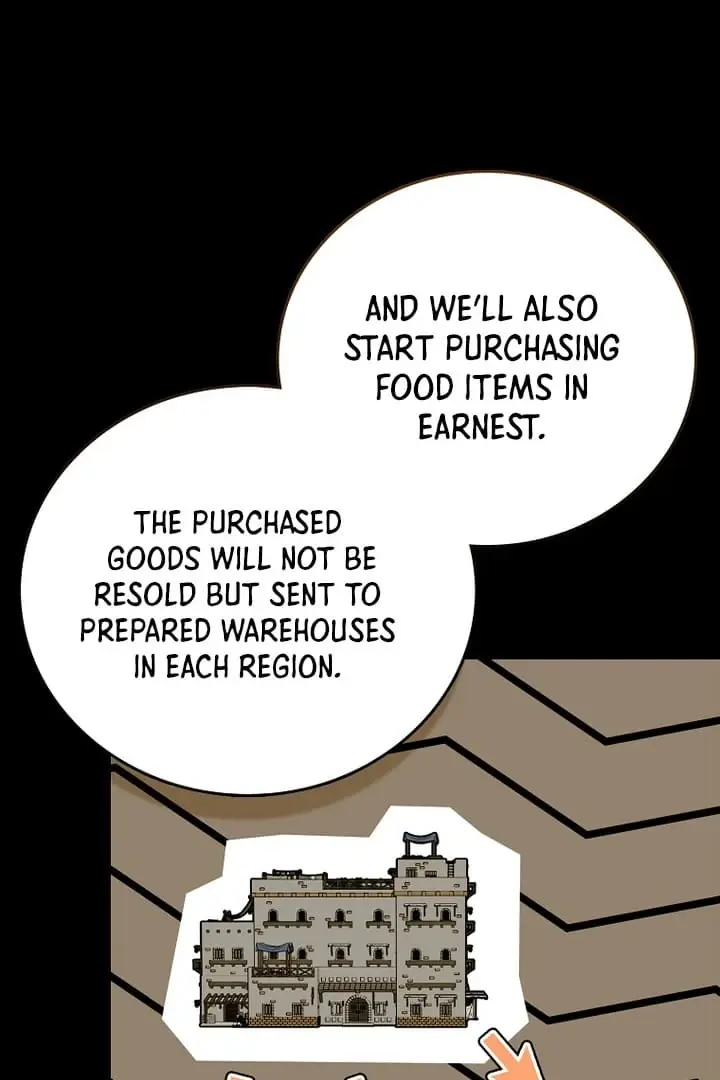 AND WE'LL ALSO
START PURCHASING
FOOD ITEMS IN
EARNEST.
THE PURCHASED
GOODS WILL NOT BE
RESOLD BUT SENT TO
PREPARED WAREHOUSES
IN EACH REGION.